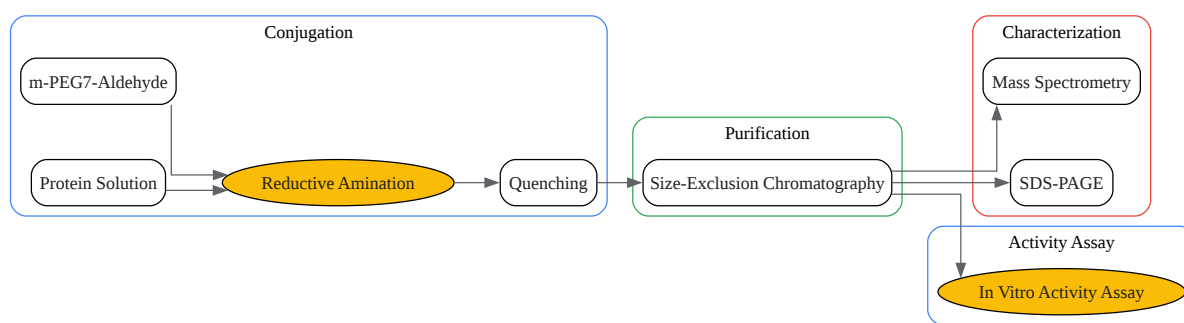 Conjugation
m-PEG7-Aldehyde
Protein Solution
Reductive Amination
Quenching
Purification
Size-Exclusion Chromatography
Characterization
Mass Spectrometry
SDS-PAGE
Activity Assay
In Vitro Activity Assay